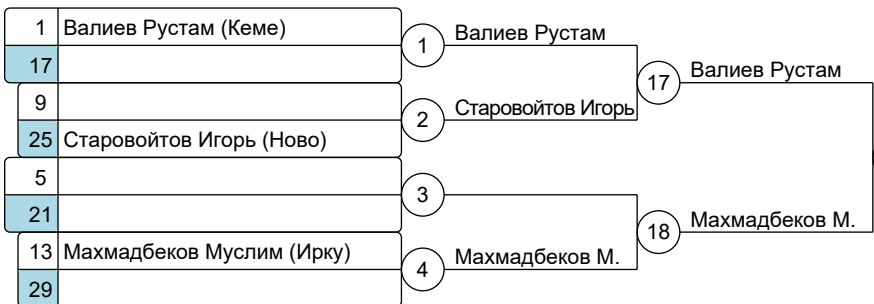 1 Валиев Рустам (Кеме)
17
9
25 Старовойтов Игорь (Ново)
5
21
13 Махмадбеков Муслим (Ирку)
29
1 Валиев Рустам
2 Старовойтов Игорь
3
4 Махмадбеков М.
17 Валиев Рустам
18 Махмадбеков М.